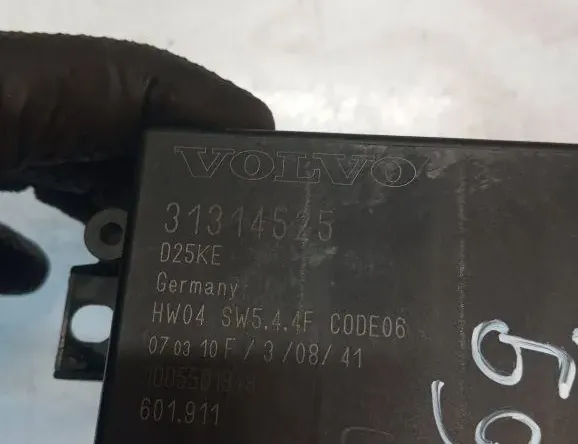 VOLVO
31314525
D25KE
Germany
HW04 SW5.4.4F CODE06
07 03 10 F / 3 /08/ 41
601.911